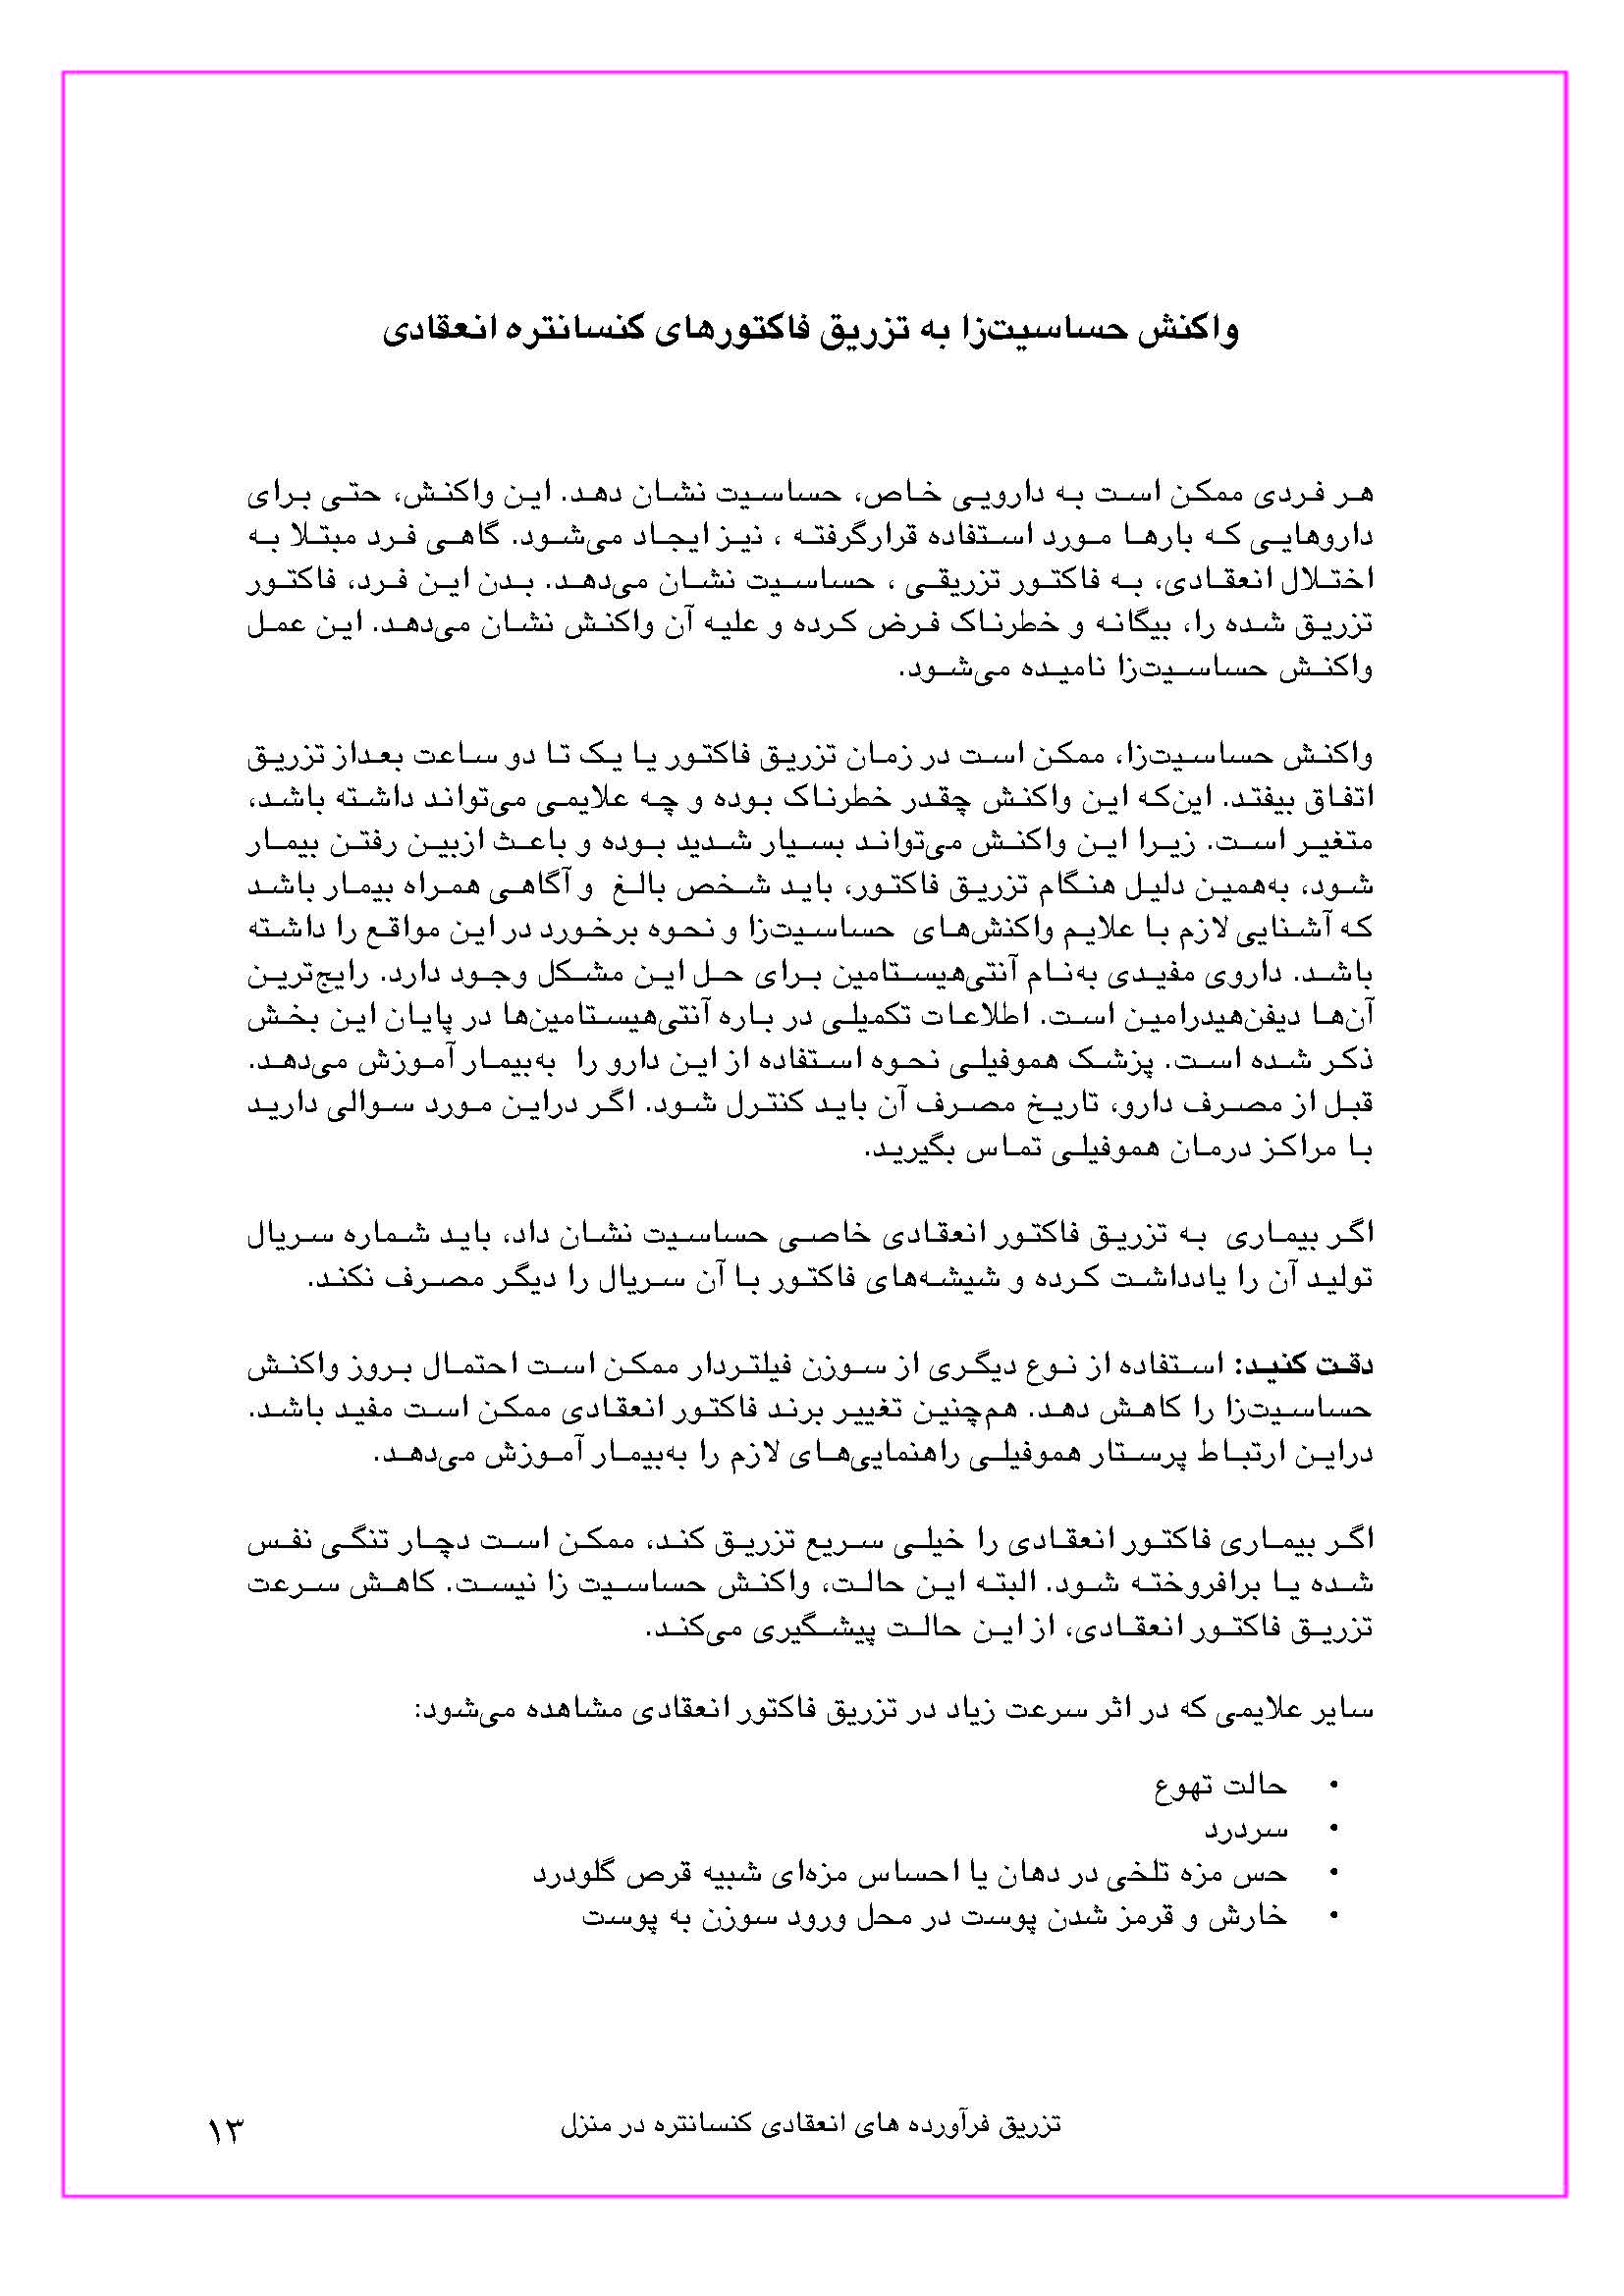 واکنش حساسیت‌زا به تزریق فاکتورهای کنسانتره انعقادی
هر فردی ممکن است به دارویی خاص، حساسیت نشان دهد. این واکنش، حتی برای
داروهایی که بارها مورد استفاده قرارگرفته ، نیز ایجاد می‌شود. گاهی فرد مبتلا به
اختلال انعقادی، به فاکتور تزریقی ، حساسیت نشان می‌دهد. بدن این فرد، فاکتور
تزریق شده را، بیگانه و خطرناک فرض کرده و علیه آن واکنش نشان می‌دهد. این عمل
واکنش حساسیت‌زا نامیده می‌شود.
واکنش حساسیت‌زا، ممکن است در زمان تزریق فاکتور یا یک تا دو ساعت بعداز تزریق
اتفاق بیفتد. این‌که این واکنش چقدر خطرناک بوده و چه علایمی می‌تواند داشته باشد،
متغیر است. زیرا این واکنش می‌تواند بسیار شدید بوده و باعث ازبین رفتن بیمار
شود، به‌همین دلیل هنگام تزریق فاکتور، باید شخص بالغ و آگاهی همراه بیمار باشد
که آشنایی لازم با علایم واکنش‌های حساسیت‌زا و نحوه برخورد در این مواقع را داشته
باشد. داروی مفیدی به‌نام آنتی‌هیستامین برای حل این مشکل وجود دارد. رایج‌ترین
آن‌ها دیفن‌هیدرامین است. اطلاعات تکمیلی در باره آنتی‌هیستامین‌ها در پایان این بخش
ذکر شده است. پزشک هموفیلی نحوه استفاده از این دارو را به‌بیمار آموزش می‌دهد.
قبل از مصرف دارو، تاریخ مصرف آن باید کنترل شود. اگر دراین مورد سوالی دارید
با مراکز درمان هموفیلی تماس بگیرید.
اگر بیماری به تزریق فاکتور انعقادی خاصی حساسیت نشان داد، باید شماره سریال
تولید آن را یادداشت کرده و شیشه‌های فاکتور با آن سریال را دیگر مصرف نکند.
دقت کنید: استفاده از نوع دیگری از سوزن فیلتردار ممکن است احتمال بروز واکنش
حساسیت‌زا را کاهش دهد. هم‌چنین تغییر برند فاکتور انعقادی ممکن است مفید باشد.
دراین ارتباط پرستار هموفیلی راهنمایی‌های لازم را به‌بیمار آموزش می‌دهد.
اگر بیماری فاکتور انعقادی را خیلی سریع تزریق کند، ممکن است دچار تنگی نفس
شده یا برافروخته شود. البته این حالت، واکنش حساسیت زا نیست. کاهش سرعت
تزریق فاکتور انعقادی، از این حالت پیشگیری می‌کند.
سایر علایمی که در اثر سرعت زیاد در تزریق فاکتور انعقادی مشاهده می‌شود:
• حالت تهوع
• سردرد
• حس مزه تلخی در دهان یا احساس مزه‌ای شبیه قرص گلودرد
• خارش و قرمز شدن پوست در محل ورود سوزن به پوست
تزریق فرآورده های انعقادی کنسانتره در منزل
۱۳